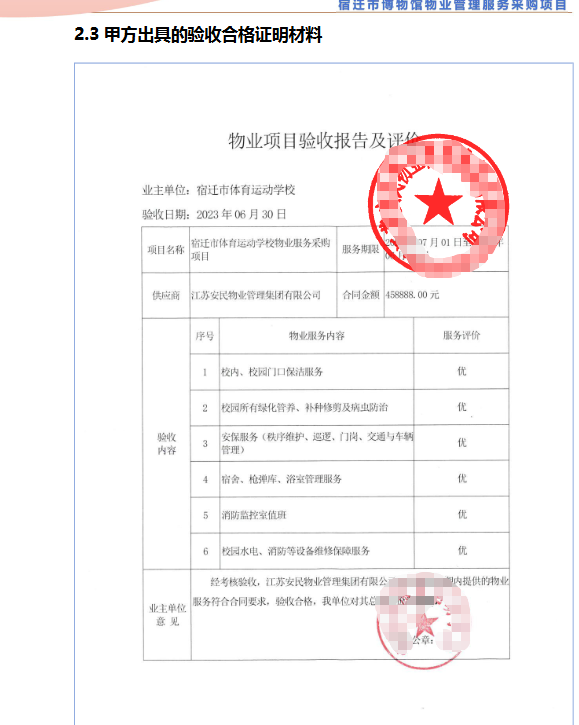 宿迁市博物馆物业管理服务采购项目
2.3 甲方出具的验收合格证明材料
物业项目验收报告及评价
业主单位：宿迁市体育运动学校
验收日期：2023 年 06 月 30 日
项目名称 宿迁市体育运动学校物业服务采购项目 服务期限 07 月 01 日至
供应商 江苏安民物业管理集团有限公司 合同金额 458888.00 元
验收内容 序号 物业服务内容 服务评价
1 校内、校园门口保洁服务 优
2 校园所有绿化管养、补种修剪及病虫防治 优
3 安保服务（秩序维护、巡逻、门岗、交通与车辆管理） 优
4 宿舍、枪弹库、浴室管理服务 优
5 消防监控室值班 优
6 校园水电、消防等设备维修保障服务 优
业主单位意 见 经考核验收，江苏安民物业管理集团有限公 期内提供的物业
服务符合合同要求，验收合格，我单位对其总
公章：